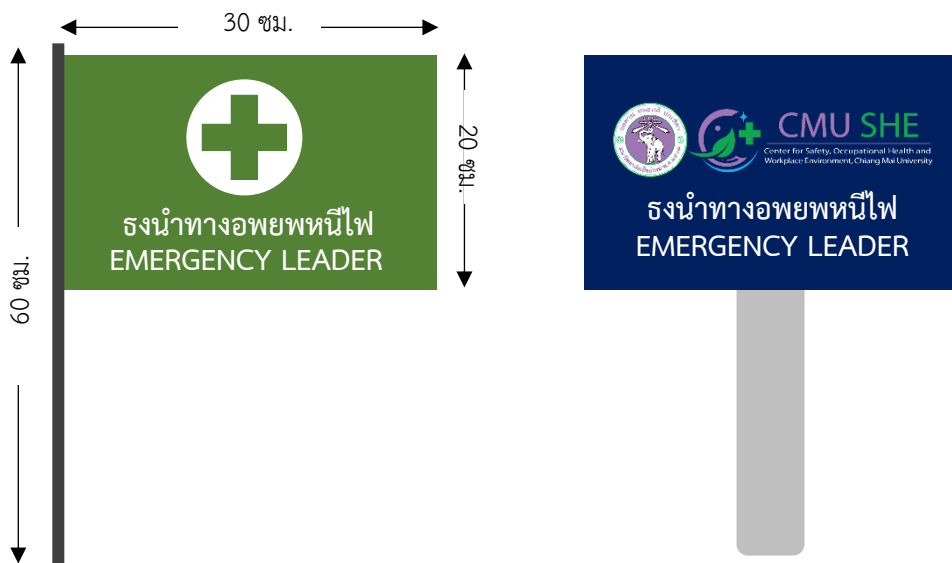 30 ซม.
20 ซม.
60 ซม.
ธงนำทางอพยพหนีไฟ
EMERGENCY LEADER
CMU SHE
Center for Safety, Occupational Health and
Workplace Environment, Chiang Mai University
ธงนำทางอพยพหนีไฟ
EMERGENCY LEADER